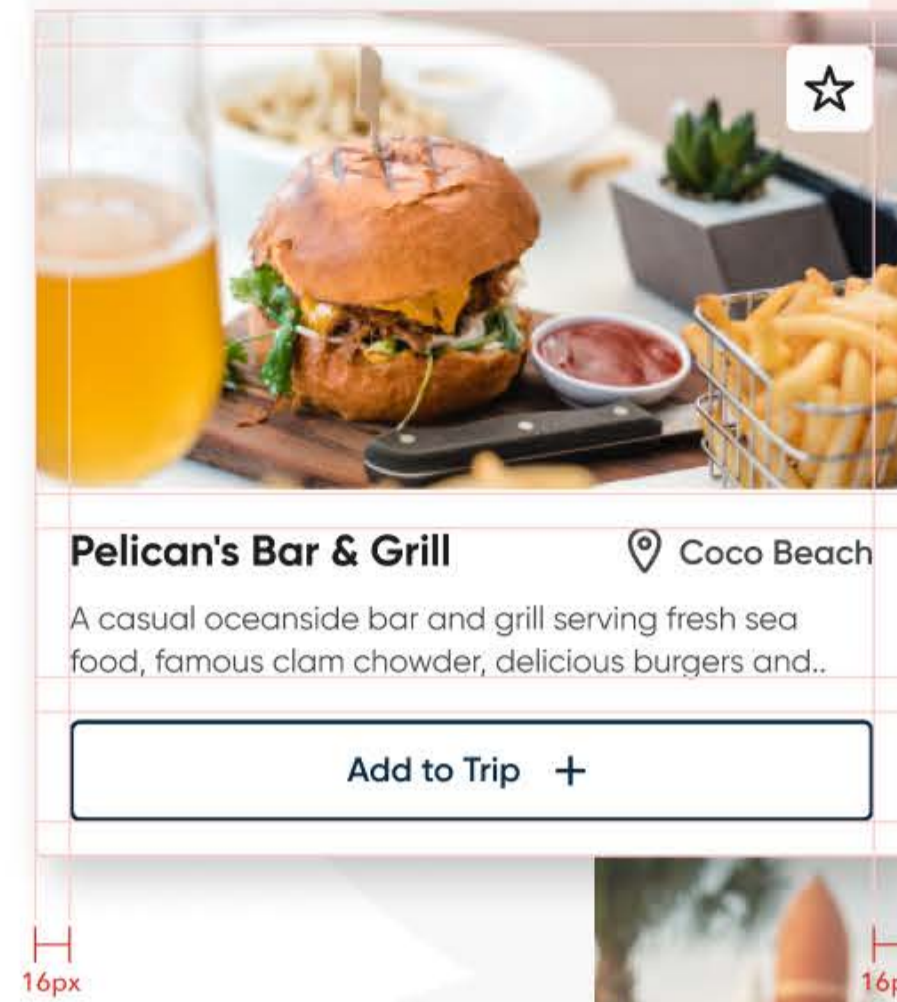 Pelican's Bar & Grill
Coco Beach
A casual oceanside bar and grill serving fresh sea
food, famous clam chowder, delicious burgers and..
Add to Trip +
16px
16p